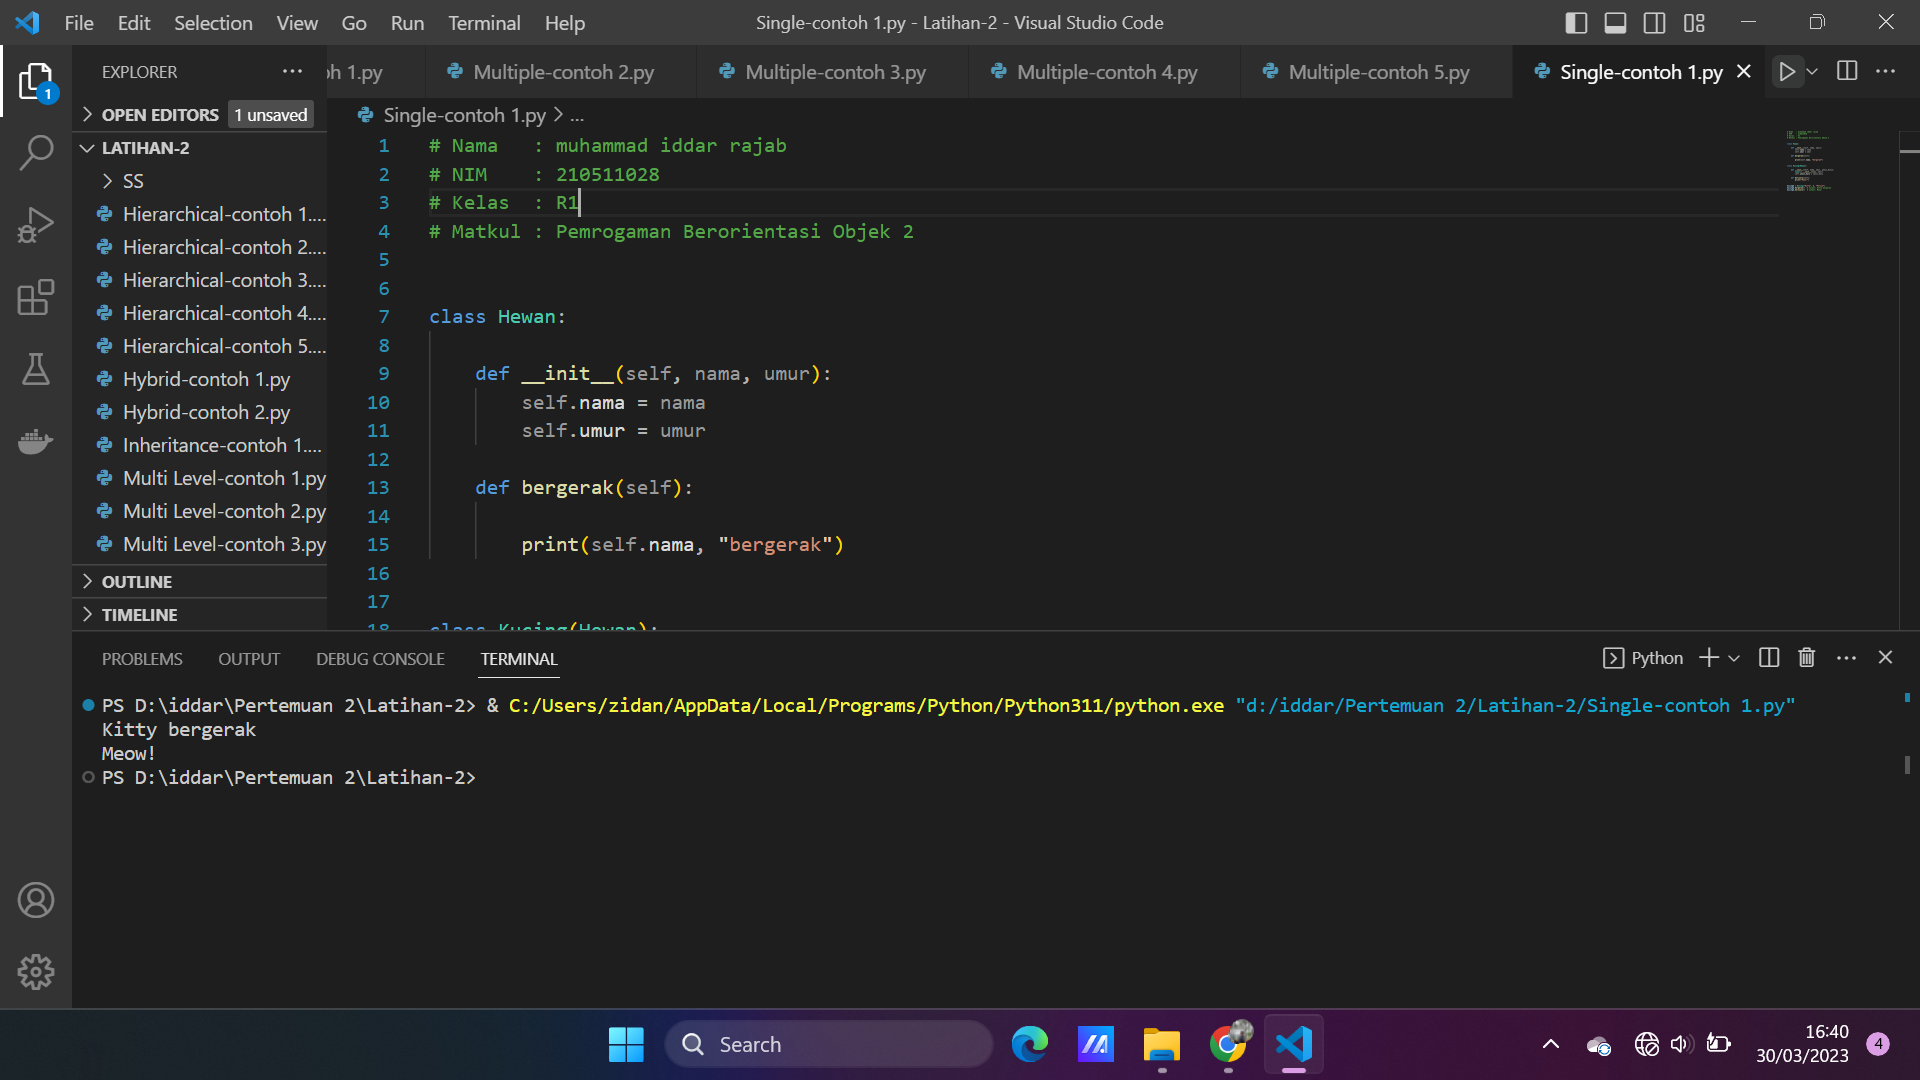 File Edit Selection View Go Run Terminal Help
Single-contoh 1.py - Latihan-2 - Visual Studio Code
EXPLORER
1
OPEN EDITORS 1 unsaved
LATIHAN-2
SS
Hierarchical-contoh 1....
Hierarchical-contoh 2....
Hierarchical-contoh 3....
Hierarchical-contoh 4....
Hierarchical-contoh 5....
Hybrid-contoh 1.py
Hybrid-contoh 2.py
Inheritance-contoh 1....
Multi Level-contoh 1.py
Multi Level-contoh 2.py
Multi Level-contoh 3.py
OUTLINE
TIMELINE
h 1.py Multiple-contoh 2.py Multiple-contoh 3.py Multiple-contoh 4.py Multiple-contoh 5.py Single-contoh 1.py
Single-contoh 1.py > ...
1 # Nama   : muhammad iddar rajab
2 # NIM    : 210511028
3 # Kelas  : R1
4 # Matkul : Pemrogaman Berorientasi Objek 2
5
6
7 class Hewan:
8
9     def __init__(self, nama, umur):
10         self.nama = nama
11         self.umur = umur
12
13     def bergerak(self):
14
15         print(self.nama, "bergerak")
16
17
18 class Kucing(Hewan):
PROBLEMS OUTPUT DEBUG CONSOLE TERMINAL
Python
PS D:\iddar\Pertemuan 2\Latihan-2> & C:/Users/zidan/AppData/Local/Programs/Python/Python311/python.exe "d:/iddar/Pertemuan 2/Latihan-2/Single-contoh 1.py"
Kitty bergerak
Meow!
PS D:\iddar\Pertemuan 2\Latihan-2>
Search
16:40
30/03/2023
4